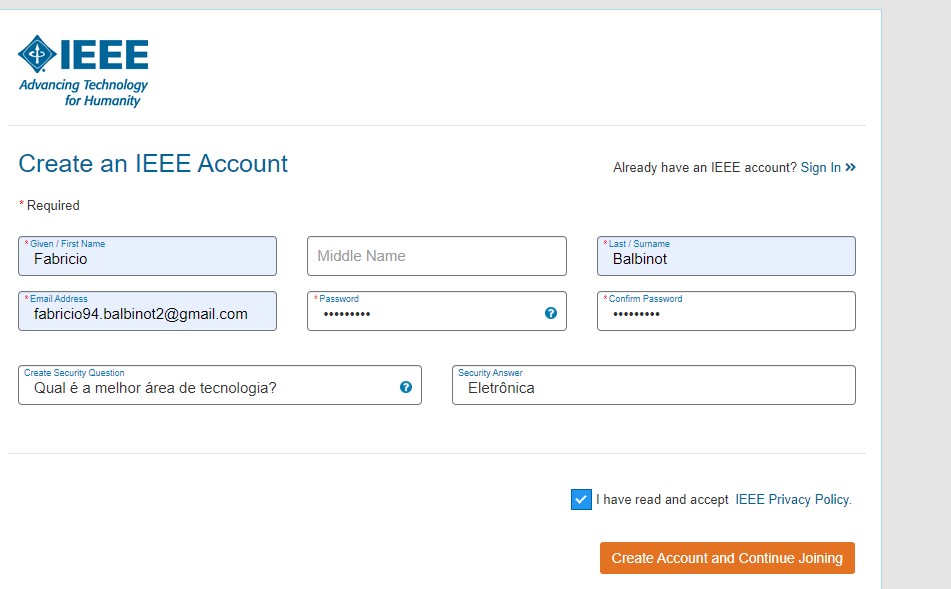 IEEE
Advancing Technology
for Humanity
Create an IEEE Account
Already have an IEEE account? Sign In »
* Required
* Given / First Name
Fabricio
Middle Name
* Last / Surname
Balbinot
* Email Address
fabricio94.balbinot2@gmail.com
* Password
•••••••••
?
* Confirm Password
•••••••••
Create Security Question
Qual é a melhor área de tecnologia?
?
Security Answer
Eletrônica
I have read and accept IEEE Privacy Policy.
Create Account and Continue Joining